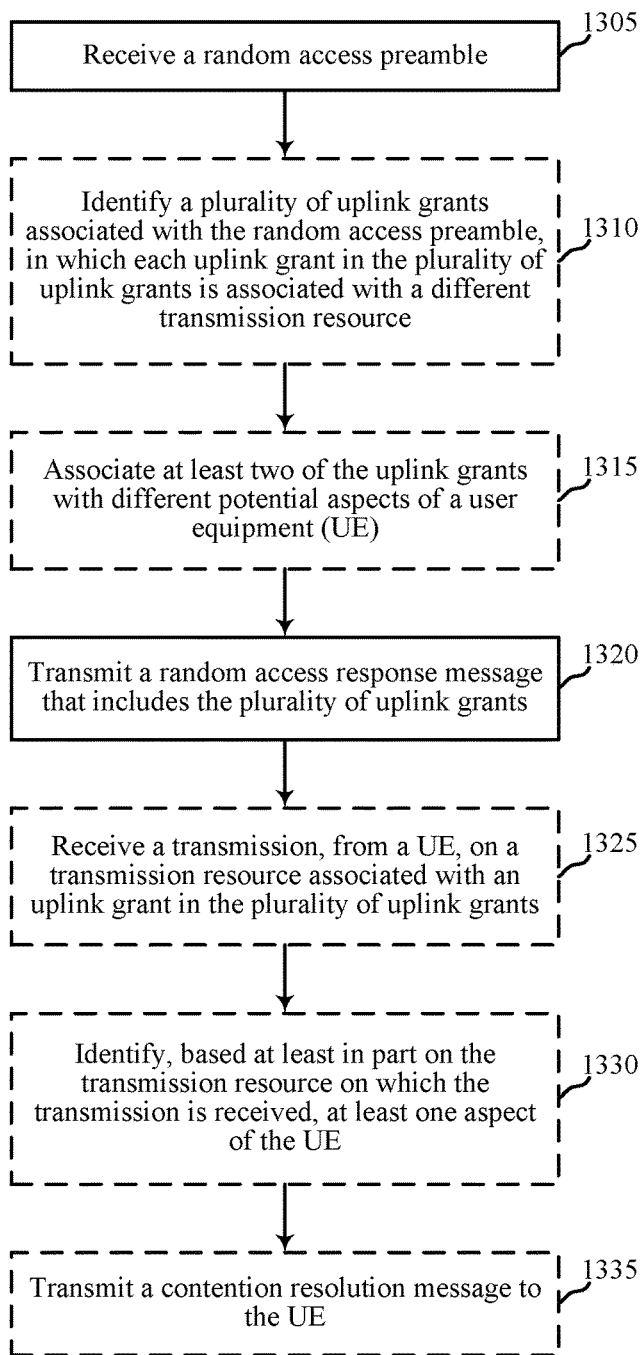 1305
Receive a random access preamble
Identify a plurality of uplink grants
associated with the random access preamble,
in which each uplink grant in the plurality of
uplink grants is associated with a different
transmission resource
1310
Associate at least two of the uplink grants
with different potential aspects of a user
equipment (UE)
1315
1320
Transmit a random access response message
that includes the plurality of uplink grants
Receive a transmission, from a UE, on a
transmission resource associated with an
uplink grant in the plurality of uplink grants
1325
Identify, based at least in part on the
transmission resource on which the
transmission is received, at least one aspect
of the UE
1330
1335
Transmit a contention resolution message to
the UE